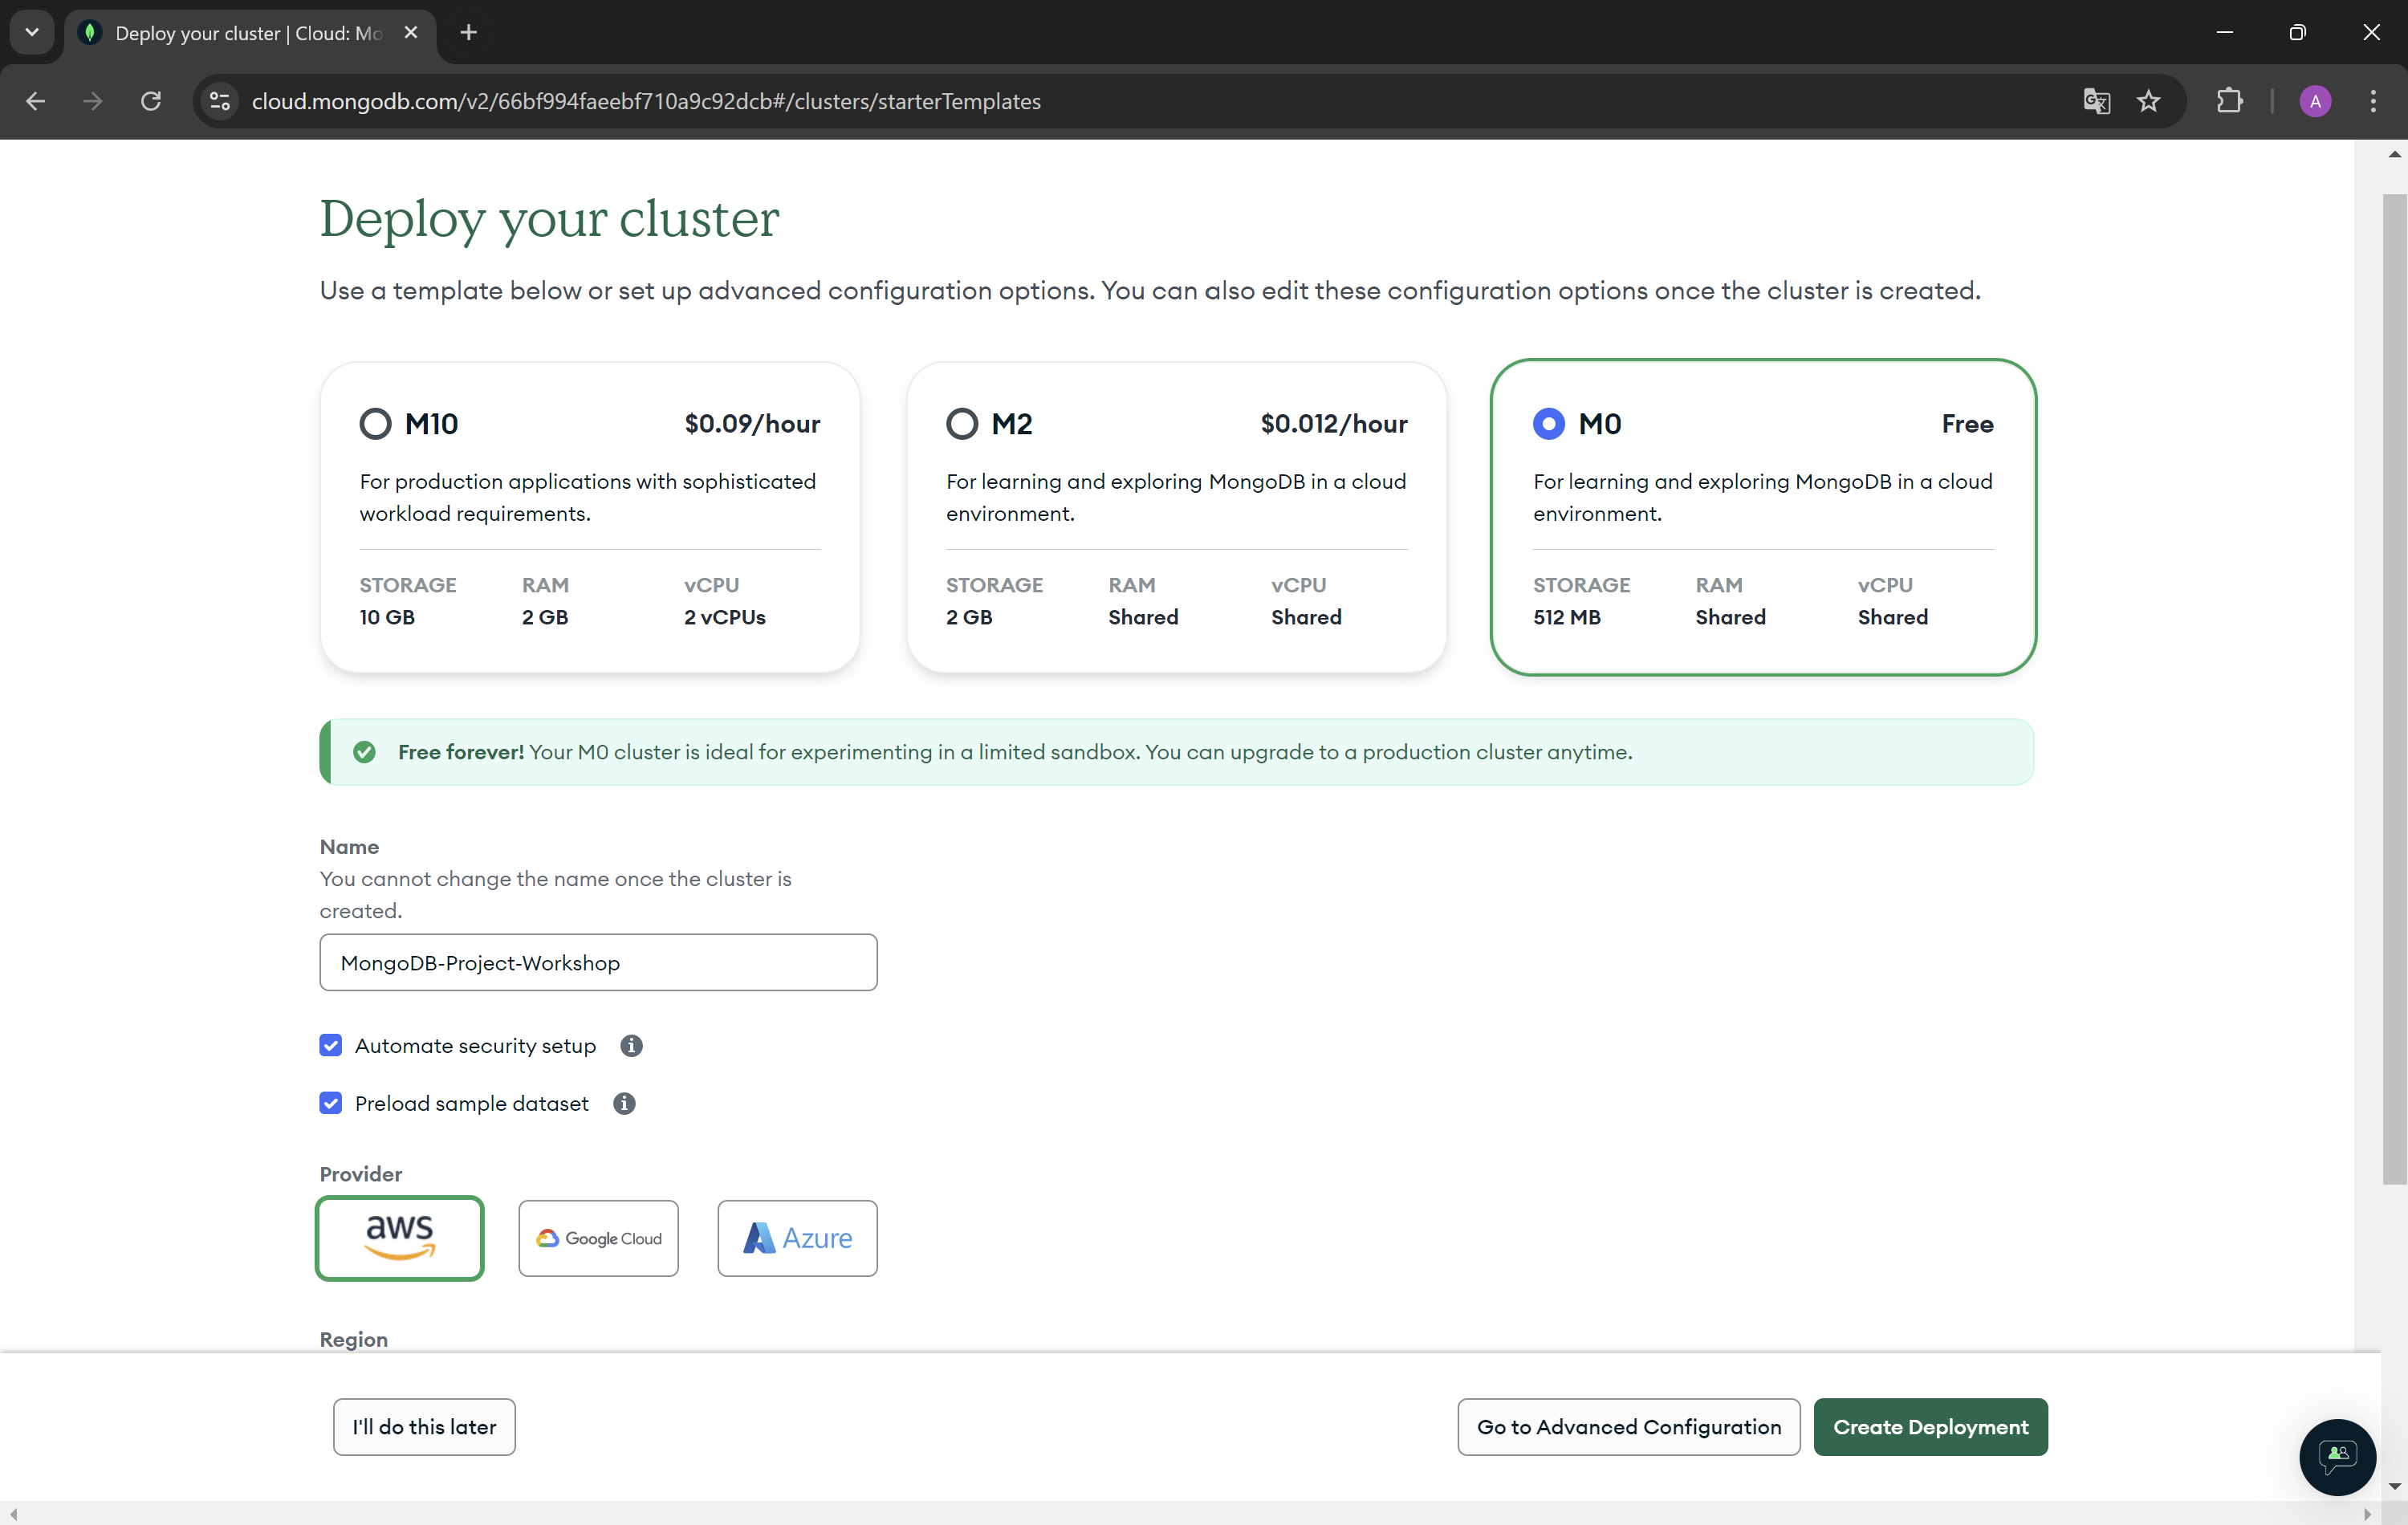 Deploy your cluster | Cloud: Mo
cloud.mongodb.com/v2/66bf994faeebf710a9c92dcb#/clusters/starterTemplates
A
Deploy your cluster
Use a template below or set up advanced configuration options. You can also edit these configuration options once the cluster is created.
M10 $0.09/hour
For production applications with sophisticated
workload requirements.
STORAGE RAM vCPU
10 GB 2 GB 2 vCPUs
M2 $0.012/hour
For learning and exploring MongoDB in a cloud
environment.
STORAGE RAM vCPU
2 GB Shared Shared
M0 Free
For learning and exploring MongoDB in a cloud
environment.
STORAGE RAM vCPU
512 MB Shared Shared
Free forever! Your M0 cluster is ideal for experimenting in a limited sandbox. You can upgrade to a production cluster anytime.
Name
You cannot change the name once the cluster is
created.
MongoDB-Project-Workshop
Automate security setup
Preload sample dataset
Provider
aws Google Cloud Azure
Region
I'll do this later Go to Advanced Configuration Create Deployment